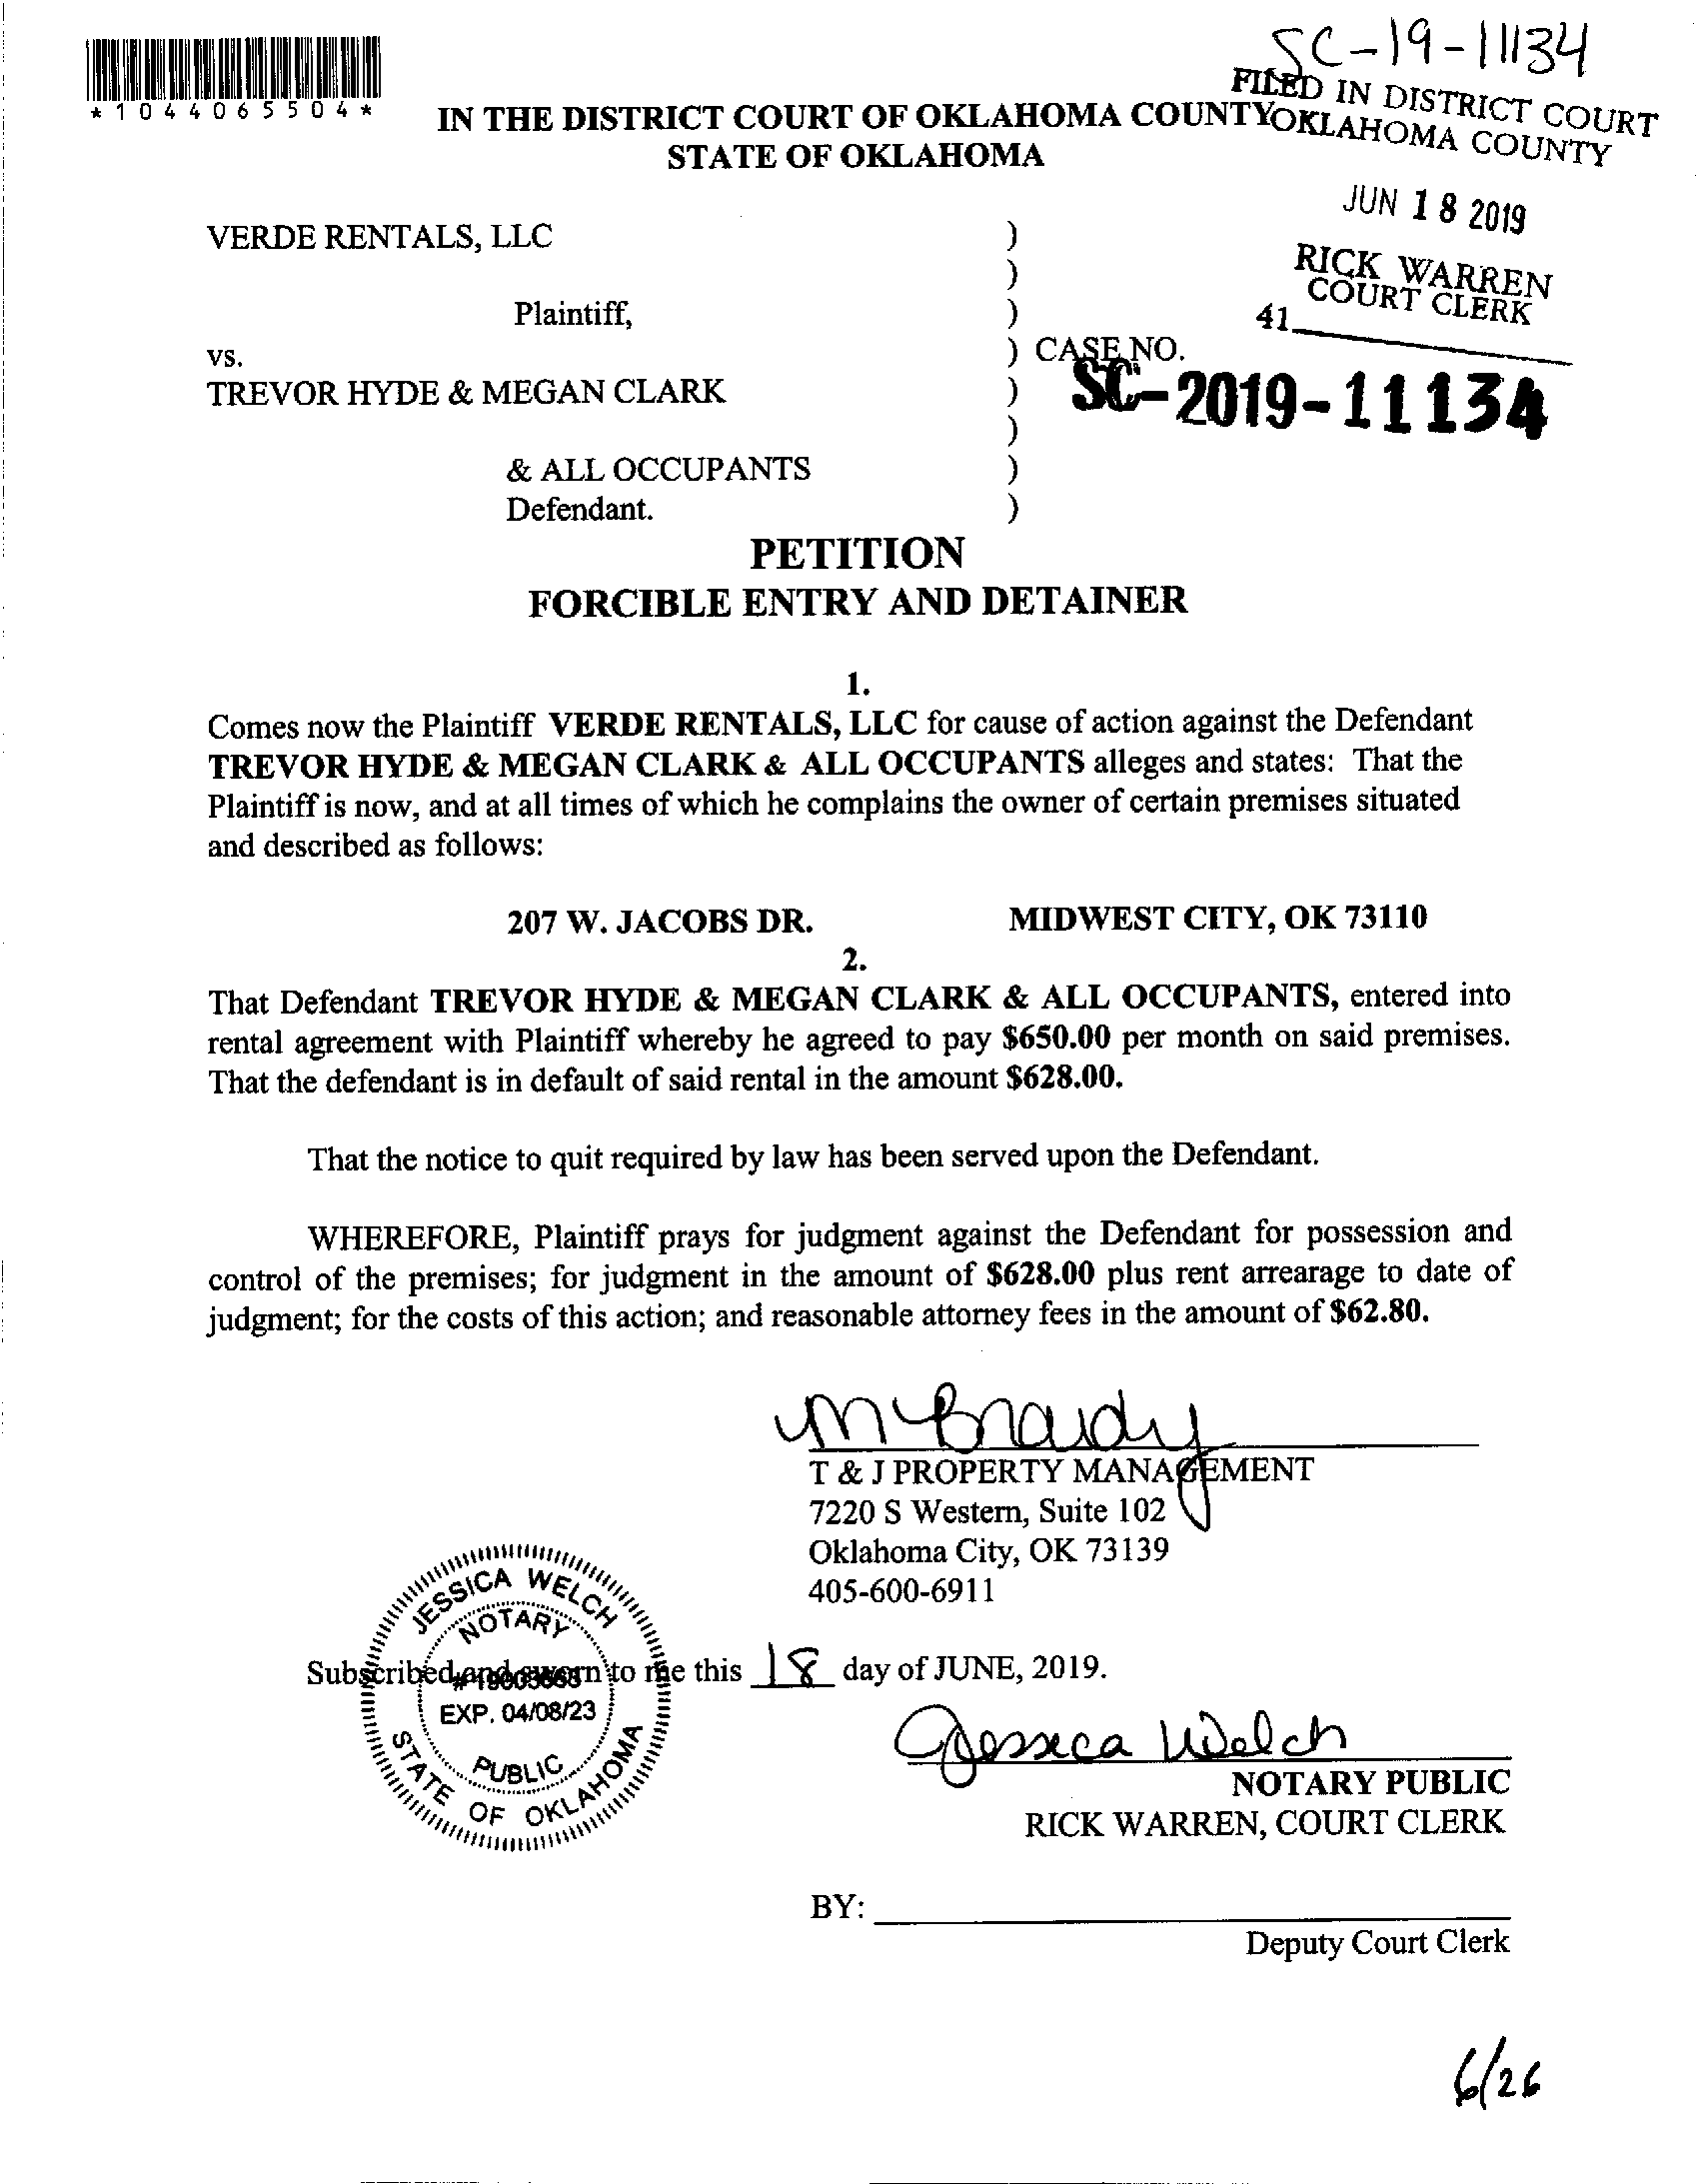 SC-19-11134
*1044065504*
FILED IN DISTRICT COURT
OKLAHOMA COUNTY
IN THE DISTRICT COURT OF OKLAHOMA COUNTY
STATE OF OKLAHOMA
JUN 18 2019
RICK WARREN
COURT CLERK
41
VERDE RENTALS, LLC )
)
Plaintiff, )
vs. ) CASE NO.
SC-2019-11134
TREVOR HYDE & MEGAN CLARK )
)
& ALL OCCUPANTS )
Defendant. )
PETITION
FORCIBLE ENTRY AND DETAINER
1.
Comes now the Plaintiff VERDE RENTALS, LLC for cause of action against the Defendant
TREVOR HYDE & MEGAN CLARK & ALL OCCUPANTS alleges and states: That the
Plaintiff is now, and at all times of which he complains the owner of certain premises situated
and described as follows:
207 W. JACOBS DR. MIDWEST CITY, OK 73110
2.
That Defendant TREVOR HYDE & MEGAN CLARK & ALL OCCUPANTS, entered into
rental agreement with Plaintiff whereby he agreed to pay $650.00 per month on said premises.
That the defendant is in default of said rental in the amount $628.00.
That the notice to quit required by law has been served upon the Defendant.
WHEREFORE, Plaintiff prays for judgment against the Defendant for possession and
control of the premises; for judgment in the amount of $628.00 plus rent arrearage to date of
judgment; for the costs of this action; and reasonable attorney fees in the amount of $62.80.
M Brady
T & J PROPERTY MANAGEMENT
7220 S Western, Suite 102
Oklahoma City, OK 73139
405-600-6911
JESSICA WELCH
NOTARY
EXP. 04/08/23
PUBLIC
STATE OF OKLAHOMA
Subscribed and sworn to me this 18 day of JUNE, 2019.
Jessica Welch
NOTARY PUBLIC
RICK WARREN, COURT CLERK
BY:
Deputy Court Clerk
6/26